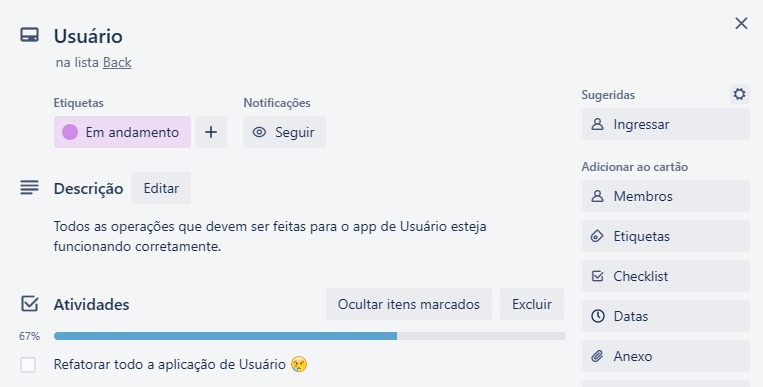 Usuário
na lista Back
Etiquetas
Em andamento
Notificações
Seguir
Descrição
Editar
Todos as operações que devem ser feitas para o app de Usuário esteja
funcionando corretamente.
Atividades
Ocultar itens marcados
Excluir
67%
Refatorar todo a aplicação de Usuário 😢
Sugeridas
Ingressar
Adicionar ao cartão
Membros
Etiquetas
Checklist
Datas
Anexo